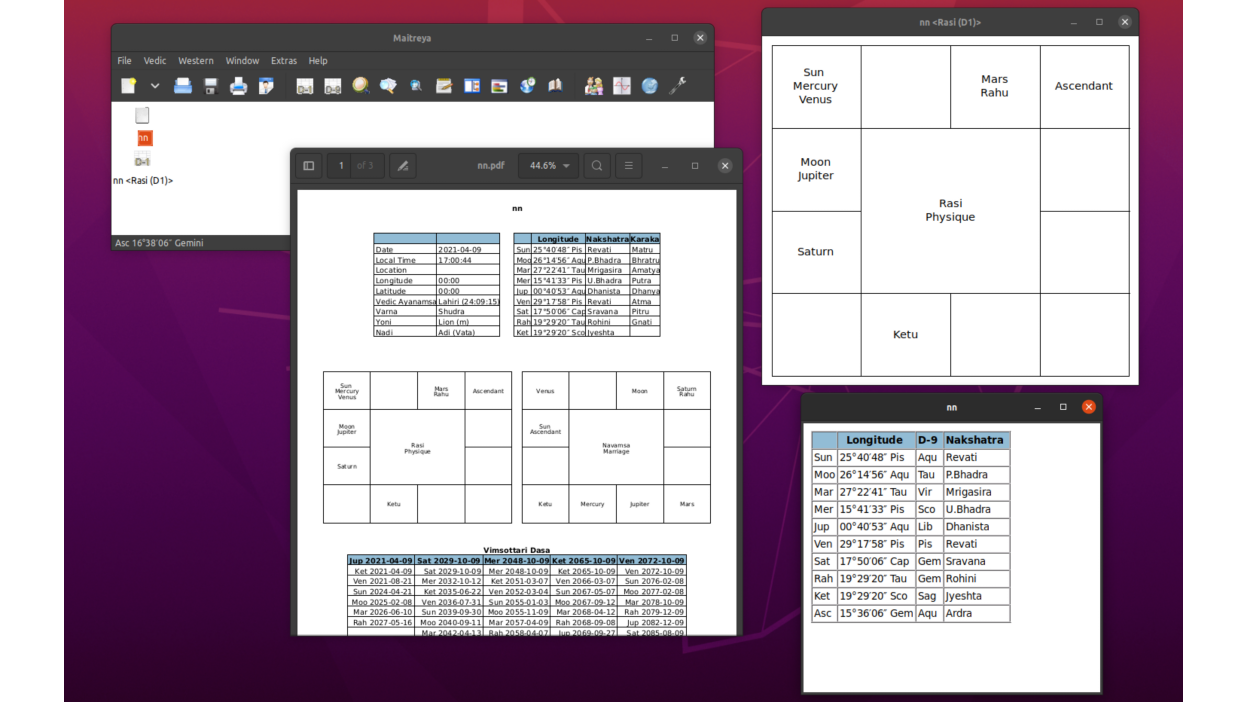 Maitreya
File Vedic Western Window Extras Help
D-1 D-9
nn
D-1
nn <Rasi (D1)>
Asc 16°38′06″ Gemini
1 of 3 nn.pdf 44.6%
nn
Date 2021-04-09
Local Time 17:00:44
Location
Longitude 00:00
Latitude 00:00
Vedic Ayanamsa Lahiri (24:09:15)
Varna Shudra
Yoni Lion (m)
Nadi Adi (Vata)
Longitude Nakshatra Karaka
Sun 25°40′48″ Pis Revati Matru
Moo 26°14′56″ Aqu P.Bhadra Bhratru
Mar 27°22′41″ Tau Mrigasira Amatya
Mer 15°41′33″ Pis U.Bhadra Putra
Jup 00°40′53″ Aqu Dhanista Dhanya
Ven 29°17′58″ Pis Revati Atma
Sat 17°50′06″ Cap Sravana Pitru
Rah 19°29′20″ Tau Rohini Gnati
Ket 19°29′20″ Sco Jyeshta
Sun
Mercury
Venus
Mars
Rahu
Ascendant
Moon
Jupiter
Rasi
Physique
Saturn
Ketu
Venus
Moon
Saturn
Rahu
Sun
Ascendant
Navamsa
Marriage
Ketu
Mercury
Jupiter
Mars
Vimsottari Dasa
Jup 2021-04-09 Sat 2029-10-09 Mer 2048-10-09 Ket 2065-10-09 Ven 2072-10-09
Ket 2021-04-09 Sat 2029-10-09 Mer 2048-10-09 Ket 2065-10-09 Ven 2072-10-09
Ven 2021-08-21 Mer 2032-10-12 Ket 2051-03-07 Ven 2066-03-07 Sun 2076-02-08
Sun 2024-04-21 Ket 2035-06-22 Ven 2052-03-04 Sun 2067-05-07 Moo 2077-02-08
Moo 2025-02-08 Ven 2036-07-31 Sun 2055-01-03 Moo 2067-09-12 Mar 2078-10-09
Mar 2026-06-10 Sun 2039-09-30 Moo 2055-11-09 Mar 2068-04-12 Rah 2079-12-09
Rah 2027-05-16 Moo 2040-09-11 Mar 2057-04-09 Rah 2068-09-08 Jup 2082-12-09
Mar 2042-04-13 Rah 2058-04-07 Jup 2069-09-27 Sat 2085-08-09
nn <Rasi (D1)>
Sun
Mercury
Venus
Mars
Rahu
Ascendant
Moon
Jupiter
Rasi
Physique
Saturn
Ketu
nn
Longitude D-9 Nakshatra
Sun 25°40′48″ Pis Aqu Revati
Moo 26°14′56″ Aqu Tau P.Bhadra
Mar 27°22′41″ Tau Vir Mrigasira
Mer 15°41′33″ Pis Sco U.Bhadra
Jup 00°40′53″ Aqu Lib Dhanista
Ven 29°17′58″ Pis Pis Revati
Sat 17°50′06″ Cap Gem Sravana
Rah 19°29′20″ Tau Gem Rohini
Ket 19°29′20″ Sco Sag Jyeshta
Asc 15°36′06″ Gem Aqu Ardra